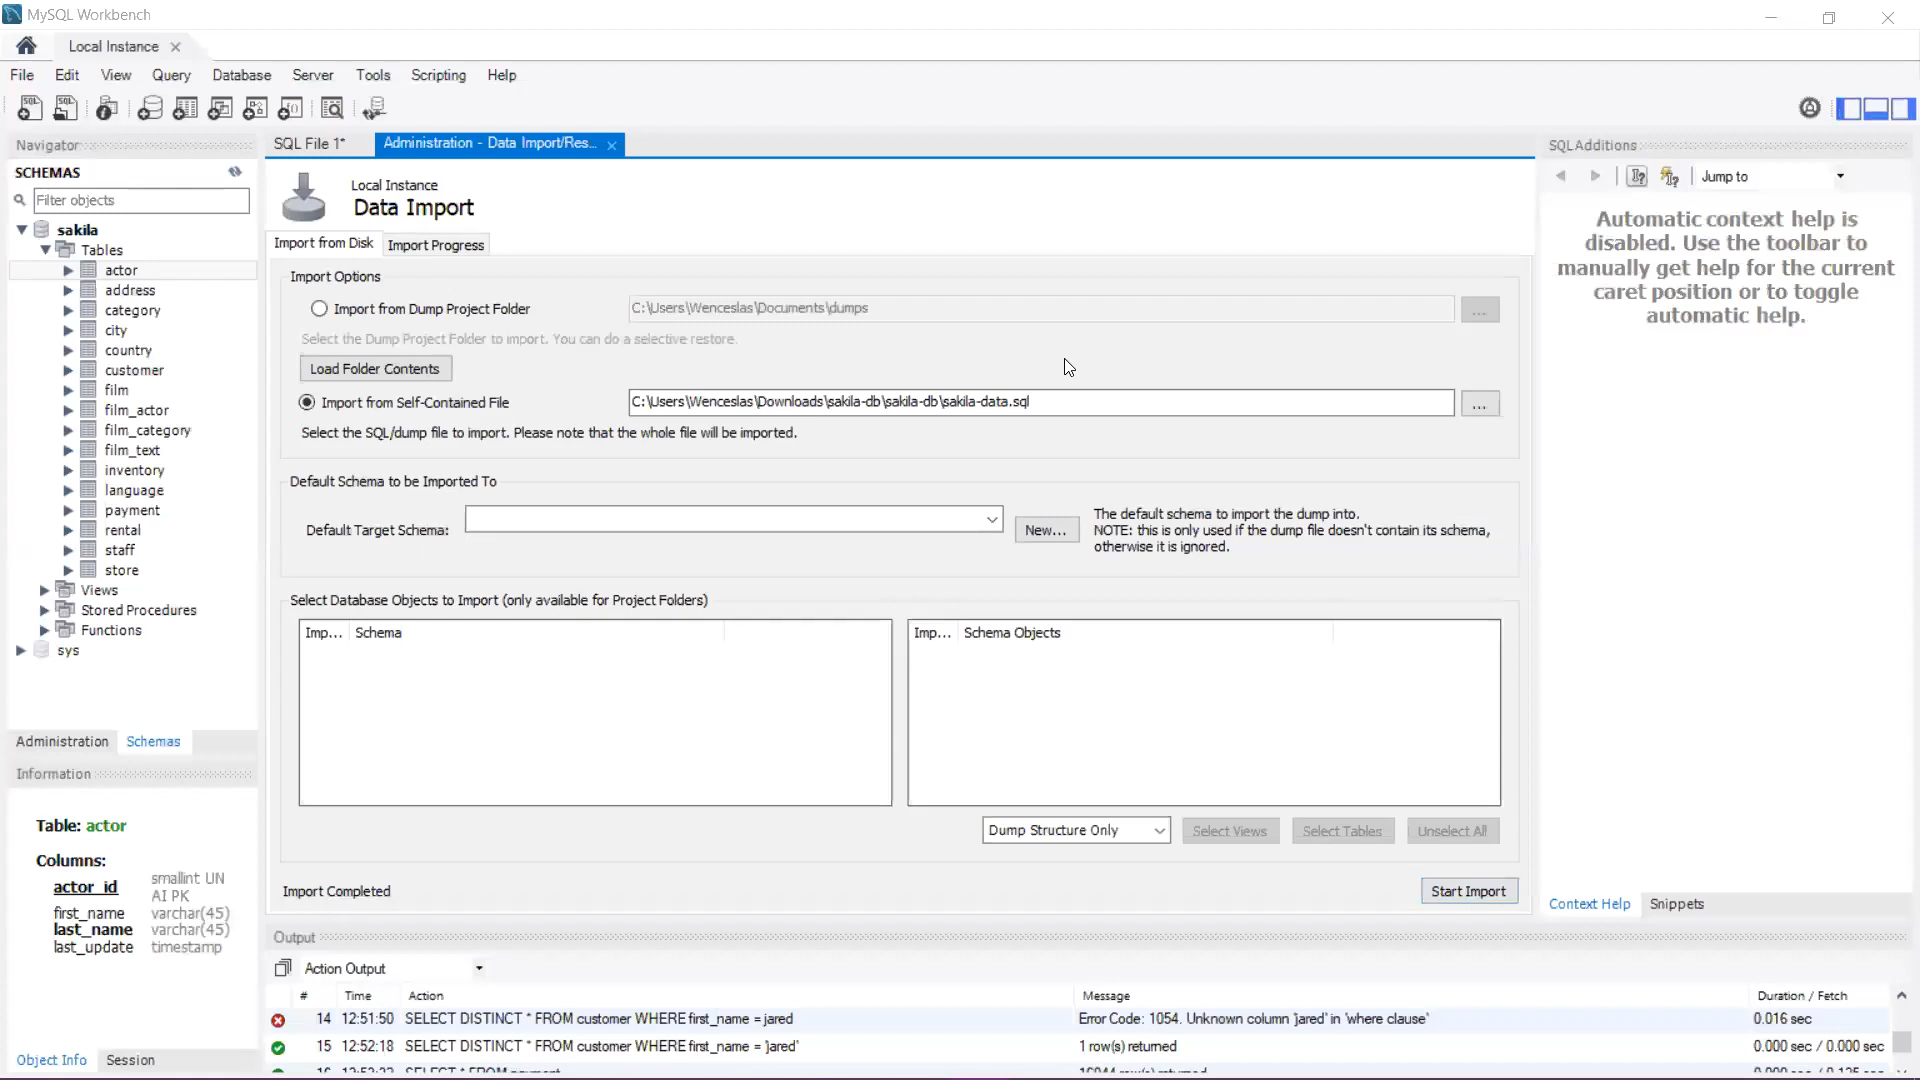 MySQL Workbench
Local Instance
File Edit View Query Database Server Tools Scripting Help
Navigator
SCHEMAS
Filter objects
sakila
Tables
actor
address
category
city
country
customer
film
film_actor
film_category
film_text
inventory
language
payment
rental
staff
store
Views
Stored Procedures
Functions
sys
Administration Schemas
Information
Table: actor
Columns:
actor_id smallint UN AI PK
first_name varchar(45)
last_name varchar(45)
last_update timestamp
Object Info Session
SQL File 1* Administration - Data Import/Res...
Local Instance
Data Import
Import from Disk Import Progress
Import Options
Import from Dump Project Folder C:\Users\Wenceslas\Documents\dumps ...
Select the Dump Project Folder to import. You can do a selective restore.
Load Folder Contents
Import from Self-Contained File C:\Users\Wenceslas\Downloads\sakila-db\sakila-db\sakila-data.sql ...
Select the SQL/dump file to import. Please note that the whole file will be imported.
Default Schema to be Imported To
Default Target Schema: New...
The default schema to import the dump into.
NOTE: this is only used if the dump file doesn't contain its schema,
otherwise it is ignored.
Select Database Objects to Import (only available for Project Folders)
Imp... Schema
Imp... Schema Objects
Dump Structure Only Select Views Select Tables Unselect All
Import Completed Start Import
SQLAdditions
Jump to
Automatic context help is
disabled. Use the toolbar to
manually get help for the current
caret position or to toggle
automatic help.
Context Help Snippets
Output
Action Output
# Time Action Message Duration / Fetch
14 12:51:50 SELECT DISTINCT * FROM customer WHERE first_name = jared Error Code: 1054. Unknown column 'jared' in 'where clause' 0.016 sec
15 12:52:18 SELECT DISTINCT * FROM customer WHERE first_name = 'jared' 1 row(s) returned 0.000 sec / 0.000 sec
SELECT * FROM payment